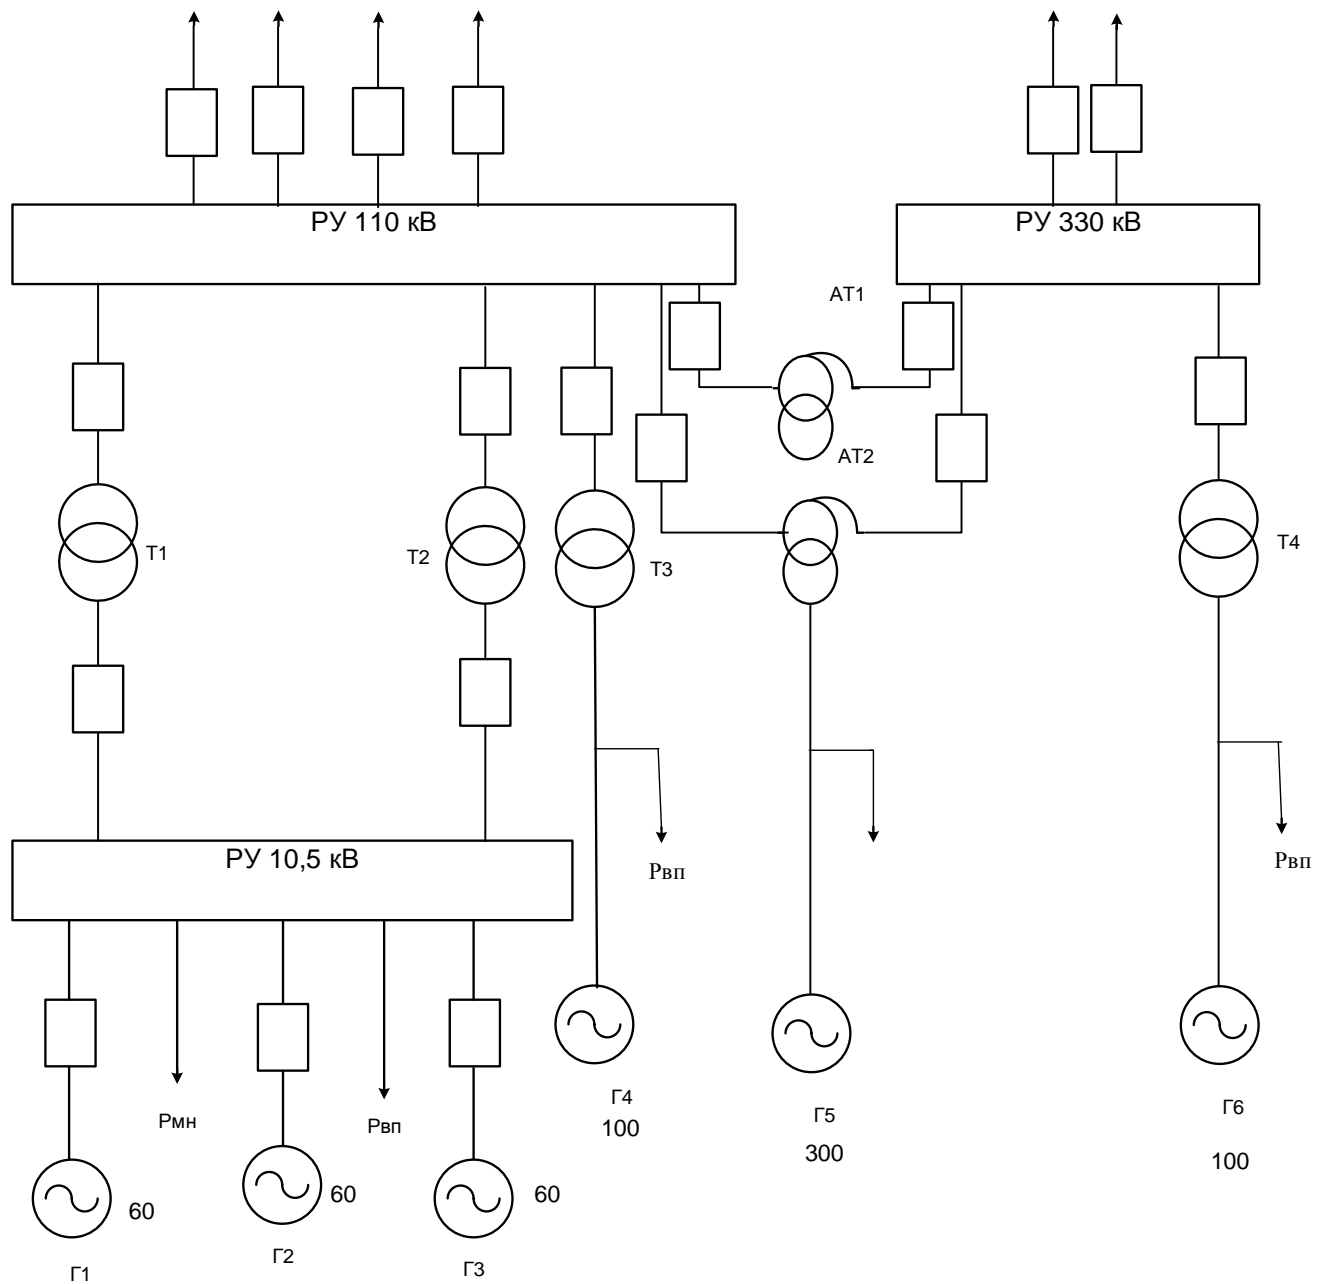 РУ 110 кВ
РУ 330 кВ
АТ1
АТ2
Т1
Т2
Т3
Т4
РУ 10,5 кВ
Рвп
Рвп
Рмн
Рвп
Г4
100
Г5
300
Г6
100
60
60
60
Г1
Г2
Г3